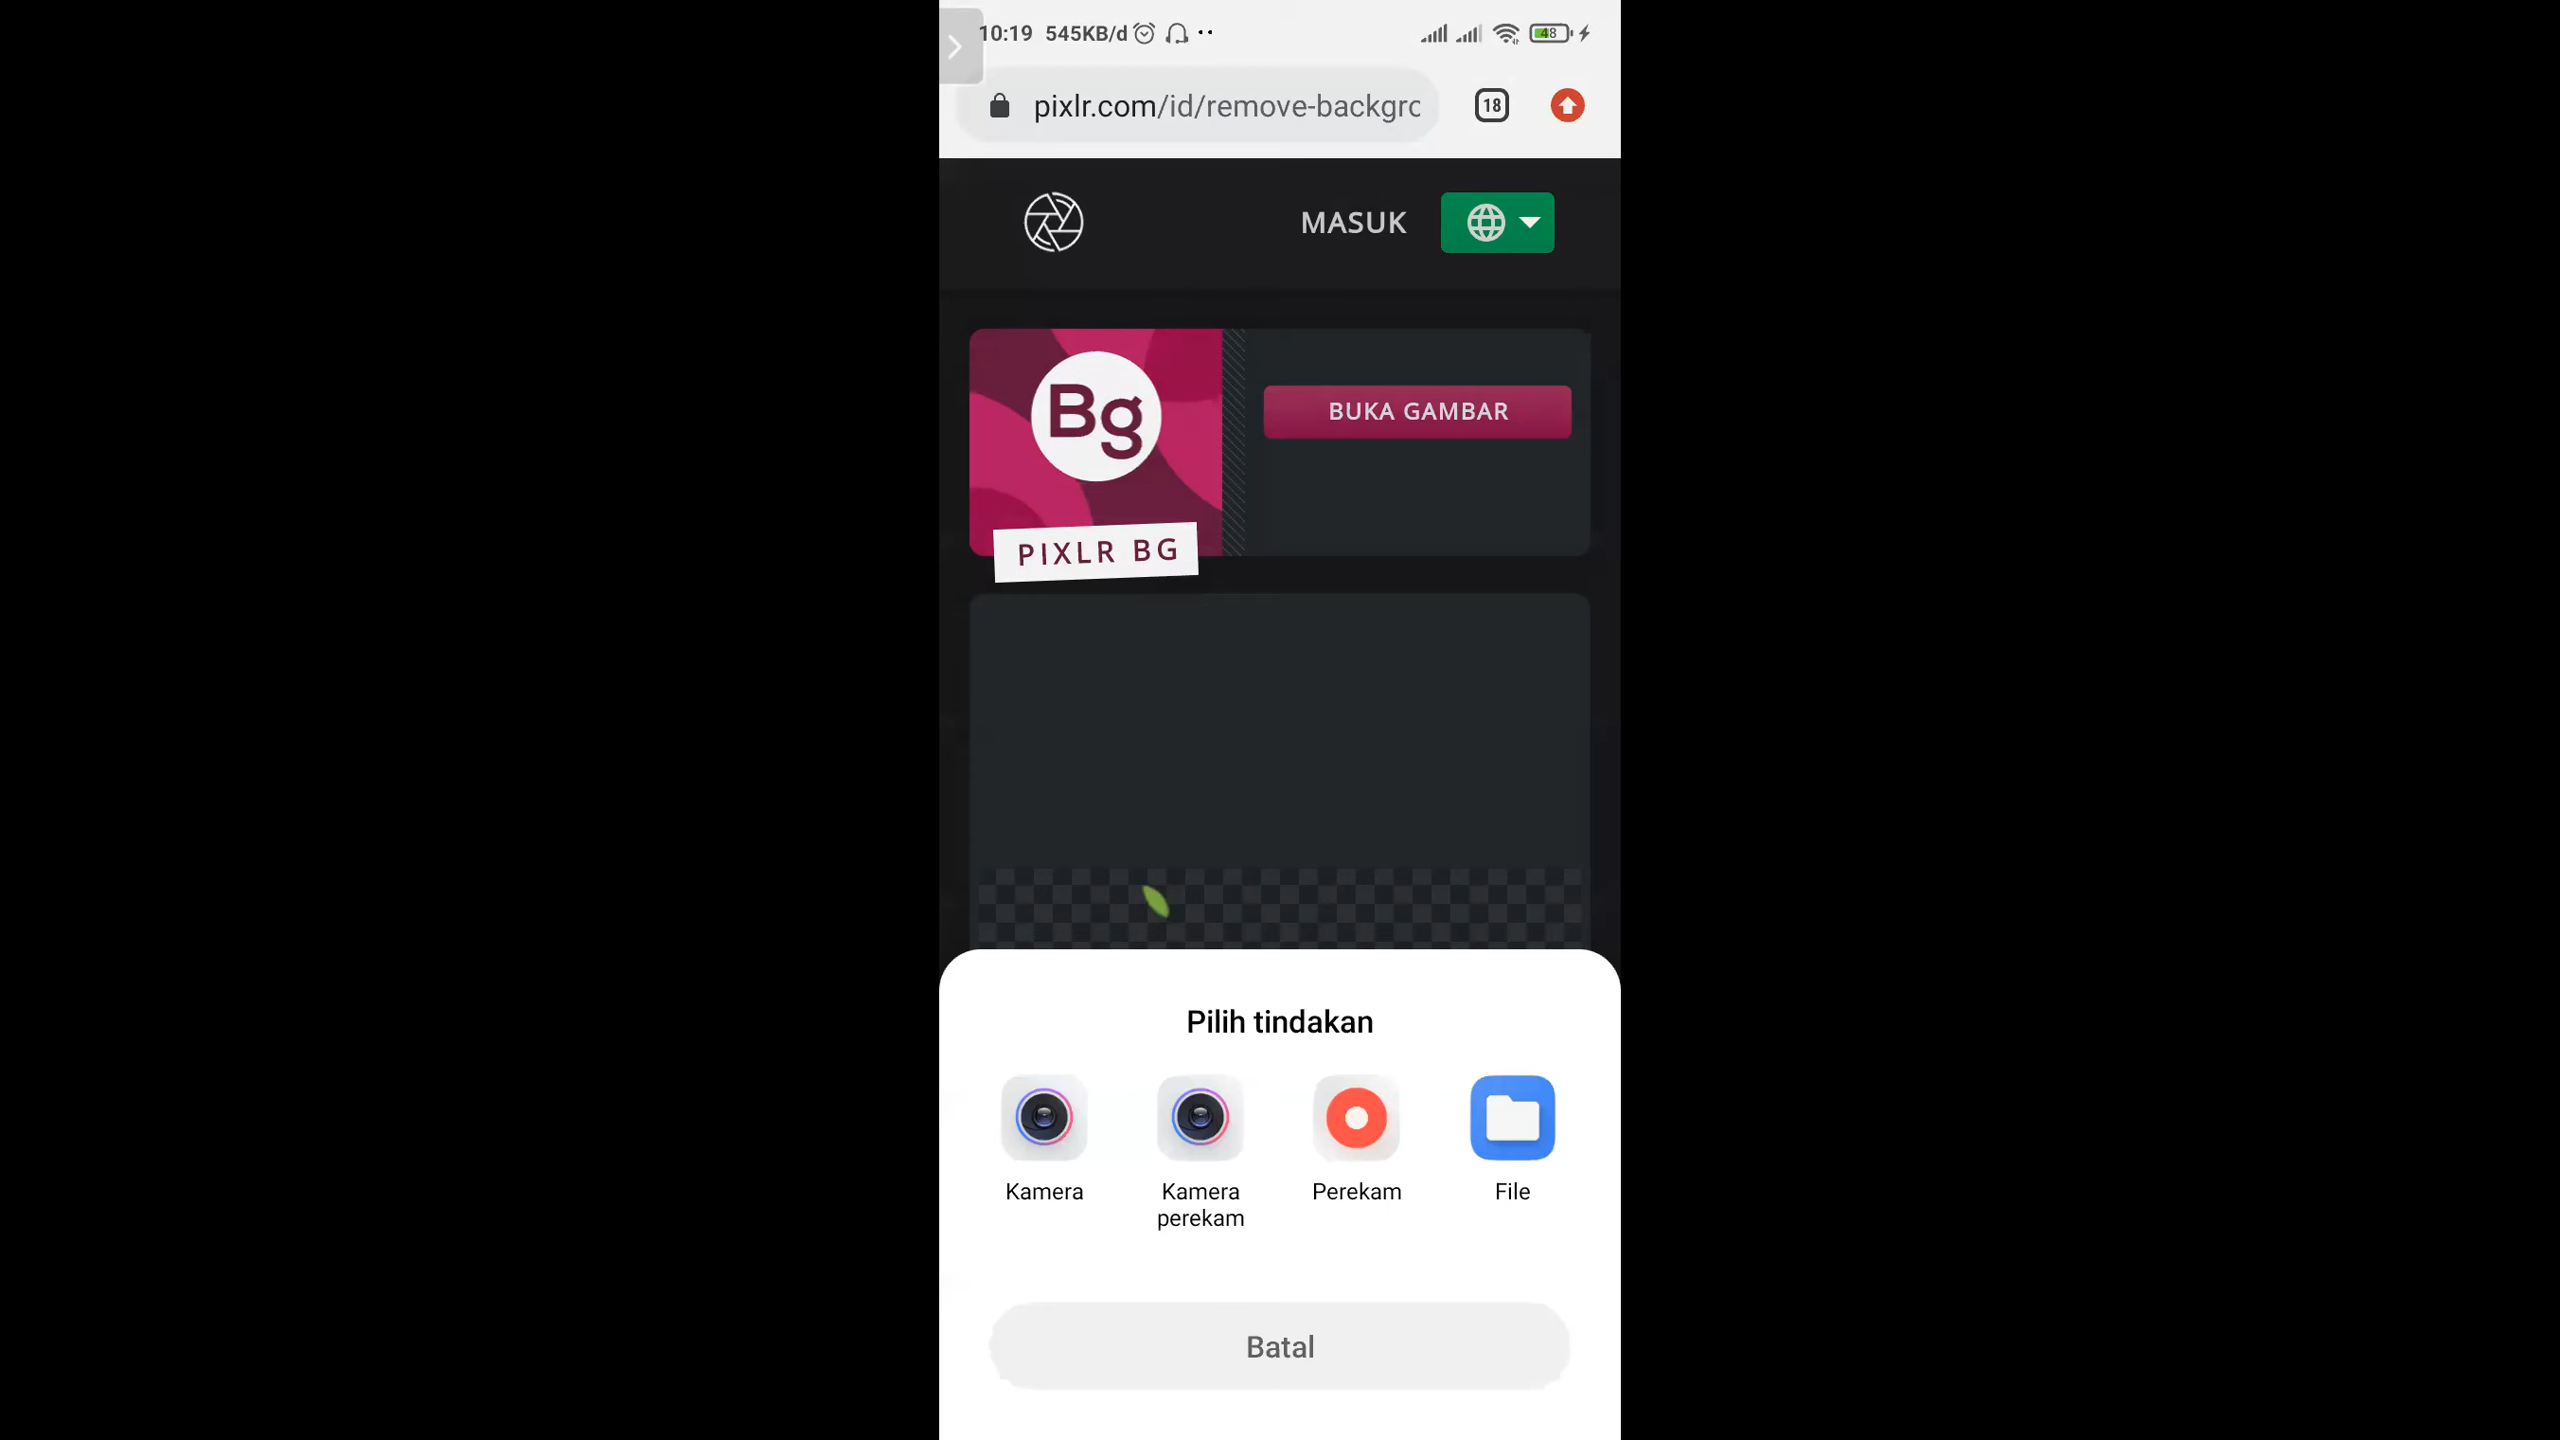 10:19 545KB/d 48
pixlr.com/id/remove-backgrc 18
MASUK
Bg
BUKA GAMBAR
PIXLR BG
Pilih tindakan
Kamera
Kamera
perekam
Perekam
File
Batal